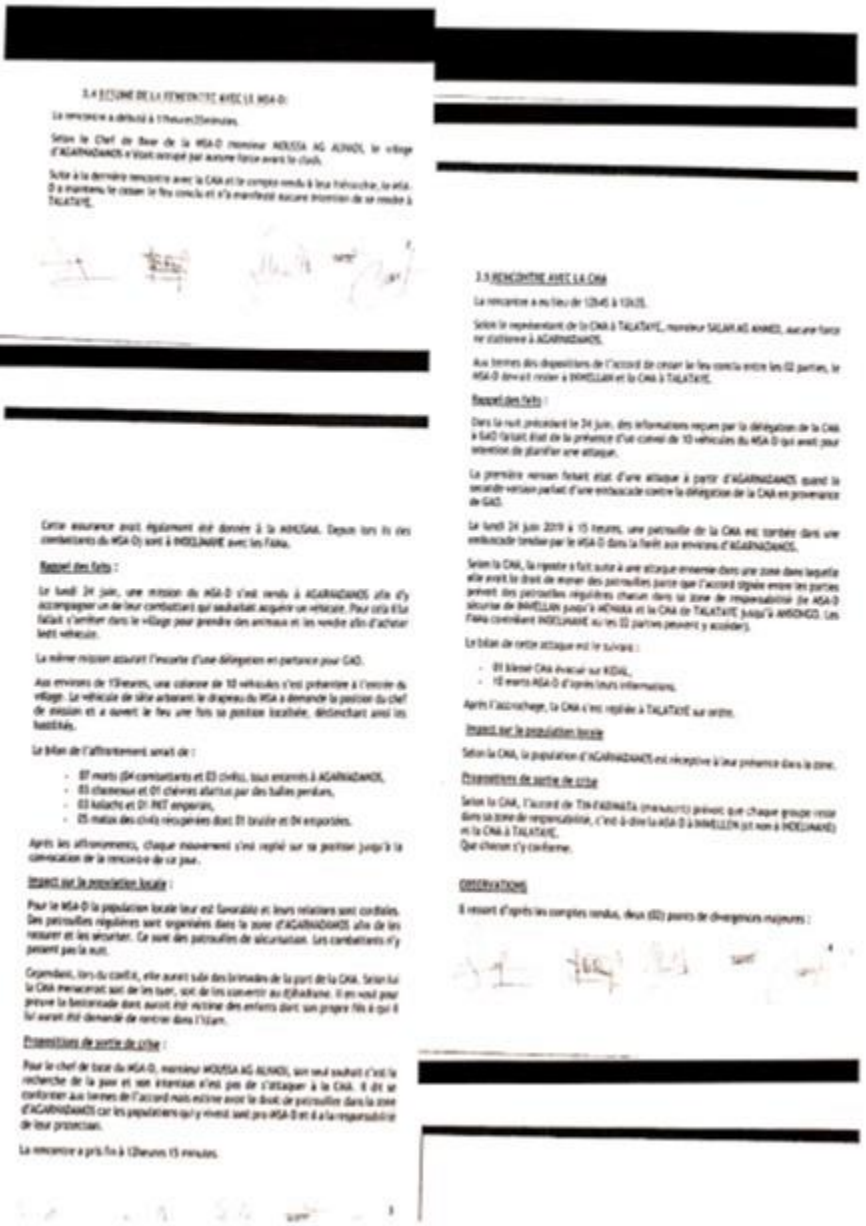 3.4 RESUME DE LA RENCONTRE AVEC LE MSA-D:
La rencontre a débuté à 11heures25minutes.
Selon le Chef de Base de la MSA-D monsieur MOUSSA AG ALHADI, le village
d'AGARNADAMOS n'était occupé par aucune force avant le clash.
Suite à la dernière rencontre avec la CMA et le compte rendu à leur hiérarchie, le MSA-
D a maintenu le cesser le feu conclu et n'a manifesté aucune intention de se rendre à
TALATAYE.
Cette assurance avait également été donnée à la MINUSMA. Depuis lors ils (les
combattants du MSA-D) sont à INDELIMANE avec les FAMa.
Rappel des faits :
Le lundi 24 juin, une mission du MSA-D s'est rendu à AGARNADAMOS afin d'y
accompagner un de leur combattant qui souhaitait acquérir un véhicule. Pour cela il lui
fallait s'arrêter dans le village pour prendre des animaux et les vendre afin d'acheter
ledit véhicule.
La même mission assurait l'escorte d'une délégation en partance pour GAO.
Aux environs de 15heures, une colonne de 10 véhicules s'est présentée à l'entrée du
village. Le véhicule de tête arborant le drapeau du MSA a demandé la position du chef
de mission et a ouvert le feu une fois sa position localisée, déclenchant ainsi les
hostilités.
Le bilan de l'affrontement serait de :
- 07 morts (04 combattants et 03 civils), tous enterrés à AGARNADAMOS,
- 03 chameaux et 01 chèvres abattus par des balles perdues,
- 03 kalachs et 01 PKT emportés,
- 05 motos des civils récupérées dont 01 brulée et 04 emportées.
Après les affrontements, chaque mouvement s'est replié sur sa position jusqu'à la
convocation de la rencontre de ce jour.
Impact sur la population locale :
Pour le MSA-D la population locale leur est favorable et leurs relations sont cordiales.
Des patrouilles régulières sont organisées dans la zone d'AGARNADAMOS afin de les
rassurer et les sécuriser. Ce sont des patrouilles de sécurisation. Les combattants n'y
passent pas la nuit.
Cependant, lors du conflit, elle aurait subi des brimades de la part de la CMA. Selon lui
la CMA menacerait soit de les tuer, soit de les convertir au djihadisme. Il en veut pour
preuve la bastonnade dont aurait été victime des enfants dont son propre fils à qui il
lui aurait été demandé de rentrer dans l'Islam.
Propositions de sortie de crise :
Pour le chef de base du MSA-D, monsieur MOUSSA AG ALHADI, son seul souhait c'est la
recherche de la paix et son intention n'est pas de s'attaquer à la CMA. Il dit se
conformer aux termes de l'accord mais estime avoir le droit de patrouiller dans la zone
d'AGARNADAMOS car les populations qui y vivent sont pro MSA-D et il a la responsabilité
de leur protection.
La rencontre a pris fin à 12heures 15 minutes.
3
3.5 RENCONTRE AVEC LA CMA
La rencontre a eu lieu de 12h45 à 13h35.
Selon le représentant de la CMA à TALATAYE, monsieur SALAH AG AHMED, aucune force
ne stationne à AGARNADAMOS.
Aux termes des dispositions de l'accord de cesser le feu conclu entre les 02 parties, le
MSA-D devait rester à INWELLAN et la CMA à TALATAYE.
Rappel des faits :
Dans la nuit précédant le 24 juin, des informations reçues par la délégation de la CMA
à GAO faisait état de la présence d'un convoi de 10 véhicules du MSA-D qui avait pour
intention de planifier une attaque.
La première version faisait état d'une attaque à partir d'AGARNADAMOS quand la
seconde version parlait d'une embuscade contre la délégation de la CMA en provenance
de GAO.
Le lundi 24 juin 2019 à 15 heures, une patrouille de la CMA est tombée dans une
embuscade tendue par le MSA-D dans la forêt aux environs d'AGARNADAMOS.
Selon la CMA, la riposte a fait suite à une attaque ennemie dans une zone dans laquelle
elle avait le droit de mener des patrouilles parce que l'accord signée entre les parties
prévoit des patrouilles régulières chacun dans sa zone de responsabilité (le MSA-D
sécurise de INWELLAN jusqu'à MENAKA et la CMA de TALATAYE jusqu'à ANSONGO. Les
FAMa contrôlent INDELIMANE où les 02 parties peuvent y accéder).
Le bilan de cette attaque est le suivant :
- 01 blessé CMA évacué sur KIDAL,
- 10 morts MSA-D d'après leurs informations.
Après l'accrochage, la CMA s'est repliée à TALATAYE sur ordre.
Impact sur la population locale
Selon la CMA, la population d'AGARNADAMOS est réceptive à leur présence dans la zone.
Propositions de sortie de crise
Selon la CMA, l'accord de (manuscrit) prévoit que chaque groupe reste
dans sa zone de responsabilité, c'est-à-dire la MSA-D à INWELLEN (et non à INDELIMANE)
et la CMA à TALATAYE.
Que chacun s'y conforme.
OBSERVATIONS
Il ressort d'après les comptes rendus, deux (02) points de divergences majeures :
4